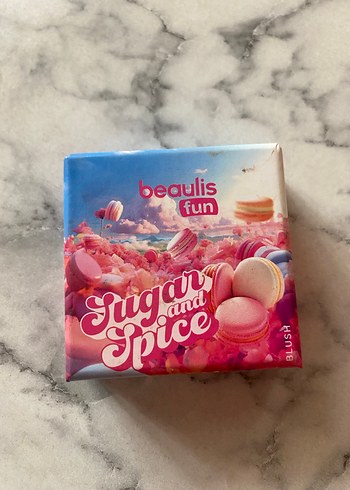 beaulis
fun
Sugar
and
Spice
BLUSH